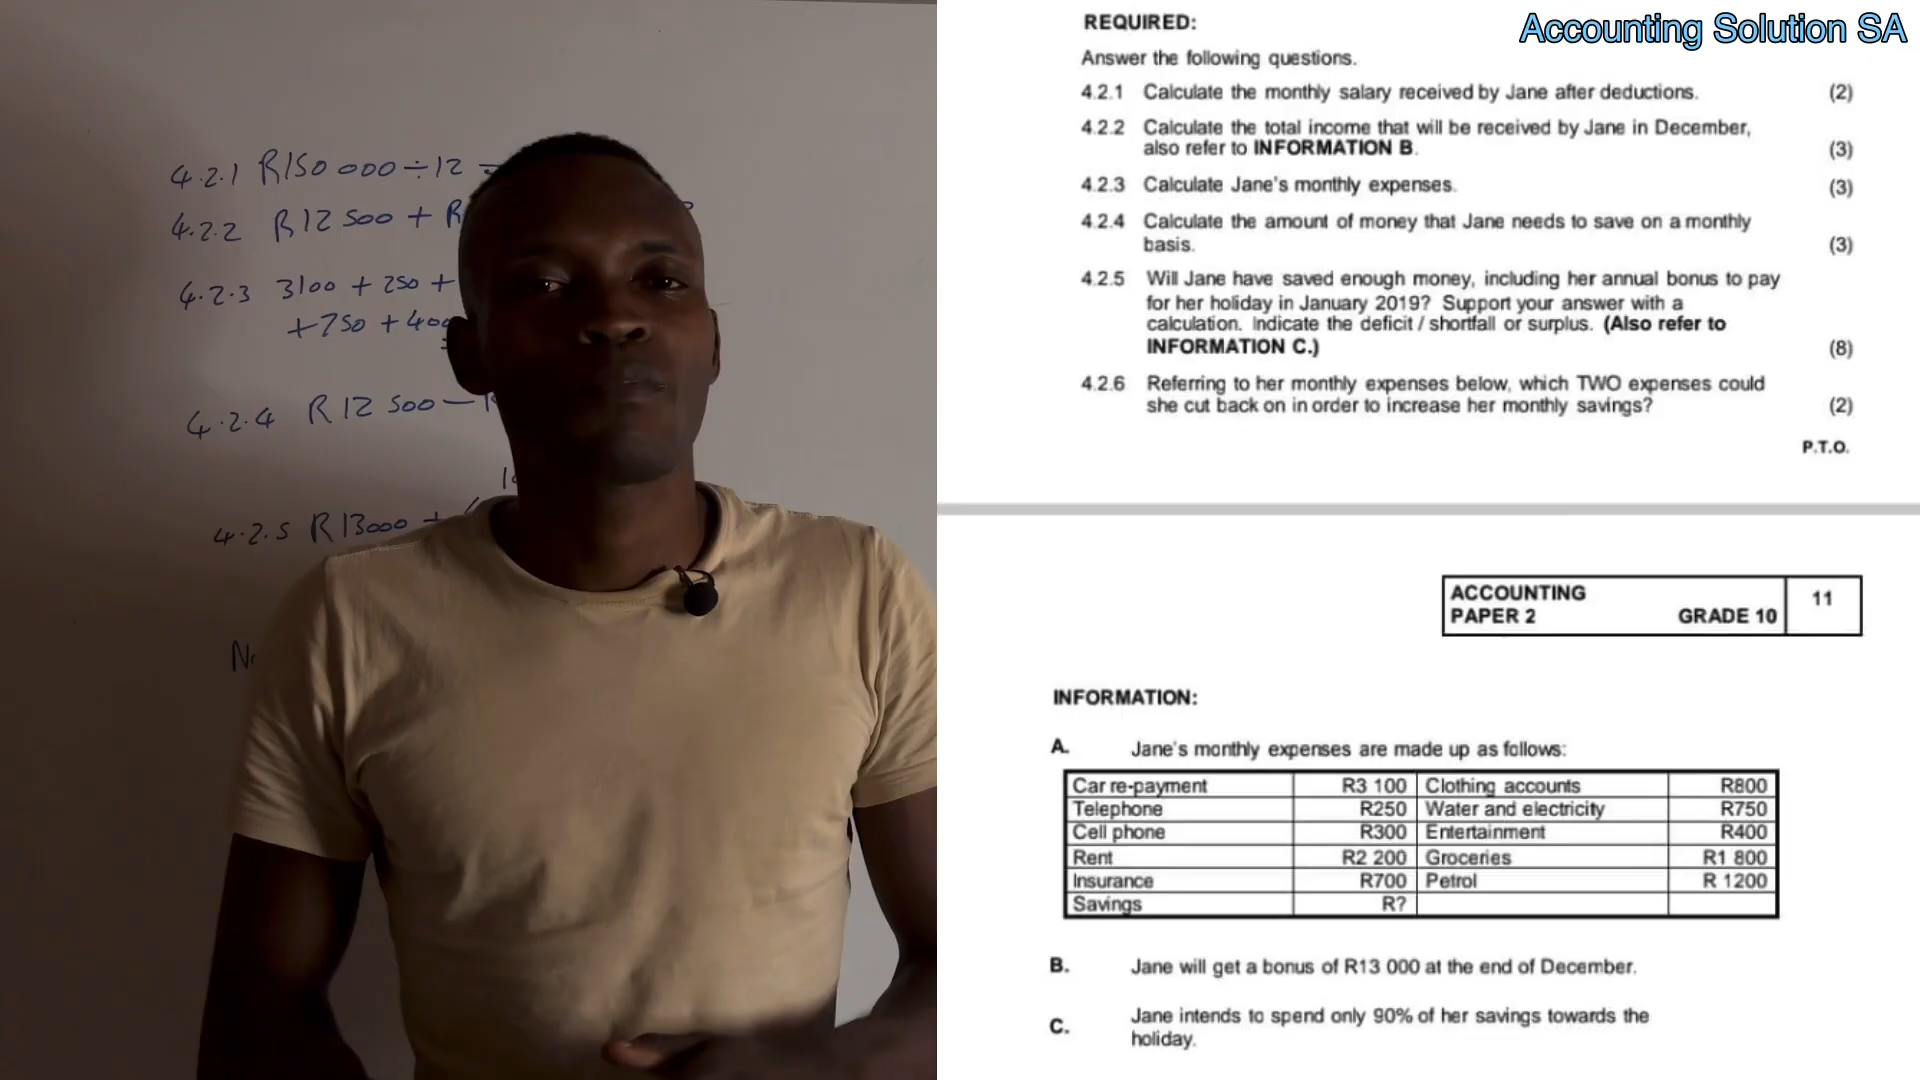 4.2.1 R150 000 ÷ 12
4.2.2 R12 500 + R
4.2.3 3100 + 250 +
+750 + 400
4.2.4 R12 500 –
4.2.5 R13000 +
Accounting Solution SA
REQUIRED:
Answer the following questions.
4.2.1 Calculate the monthly salary received by Jane after deductions. (2)
4.2.2 Calculate the total income that will be received by Jane in December,
also refer to INFORMATION B. (3)
4.2.3 Calculate Jane's monthly expenses. (3)
4.2.4 Calculate the amount of money that Jane needs to save on a monthly
basis. (3)
4.2.5 Will Jane have saved enough money, including her annual bonus to pay
for her holiday in January 2019? Support your answer with a
calculation. Indicate the deficit / shortfall or surplus. (Also refer to
INFORMATION C.) (8)
4.2.6 Referring to her monthly expenses below, which TWO expenses could
she cut back on in order to increase her monthly savings? (2)
P.T.O.
ACCOUNTING
PAPER 2 GRADE 10 11
INFORMATION:
A. Jane's monthly expenses are made up as follows:
Car re-payment R3 100 Clothing accounts R800
Telephone R250 Water and electricity R750
Cell phone R300 Entertainment R400
Rent R2 200 Groceries R1 800
Insurance R700 Petrol R 1200
Savings R?
B. Jane will get a bonus of R13 000 at the end of December.
C. Jane intends to spend only 90% of her savings towards the
holiday.